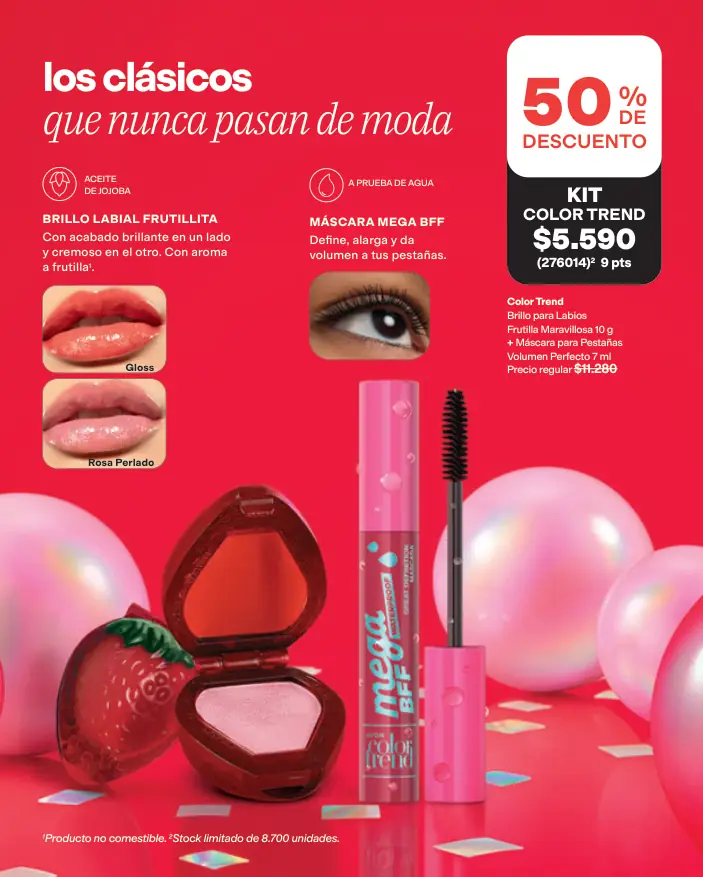 los clásicos
que nunca pasan de moda
50 %
DE
DESCUENTO
KIT
COLOR TREND
$5.590
(276014)² 9 pts
ACEITE
DE JOJOBA
BRILLO LABIAL FRUTILLITA
Con acabado brillante en un lado
y cremoso en el otro. Con aroma
a frutilla¹.
Gloss
Rosa Perlado
A PRUEBA DE AGUA
MÁSCARA MEGA BFF
Define, alarga y da
volumen a tus pestañas.
Color Trend
Brillo para Labios
Frutilla Maravillosa 10 g
+ Máscara para Pestañas
Volumen Perfecto 7 ml
Precio regular $11.280
mega
BFF
WATERPROOF
GREAT DEFINITION
MASCARA
AVON
color
trend
¹Producto no comestible. ²Stock limitado de 8.700 unidades.